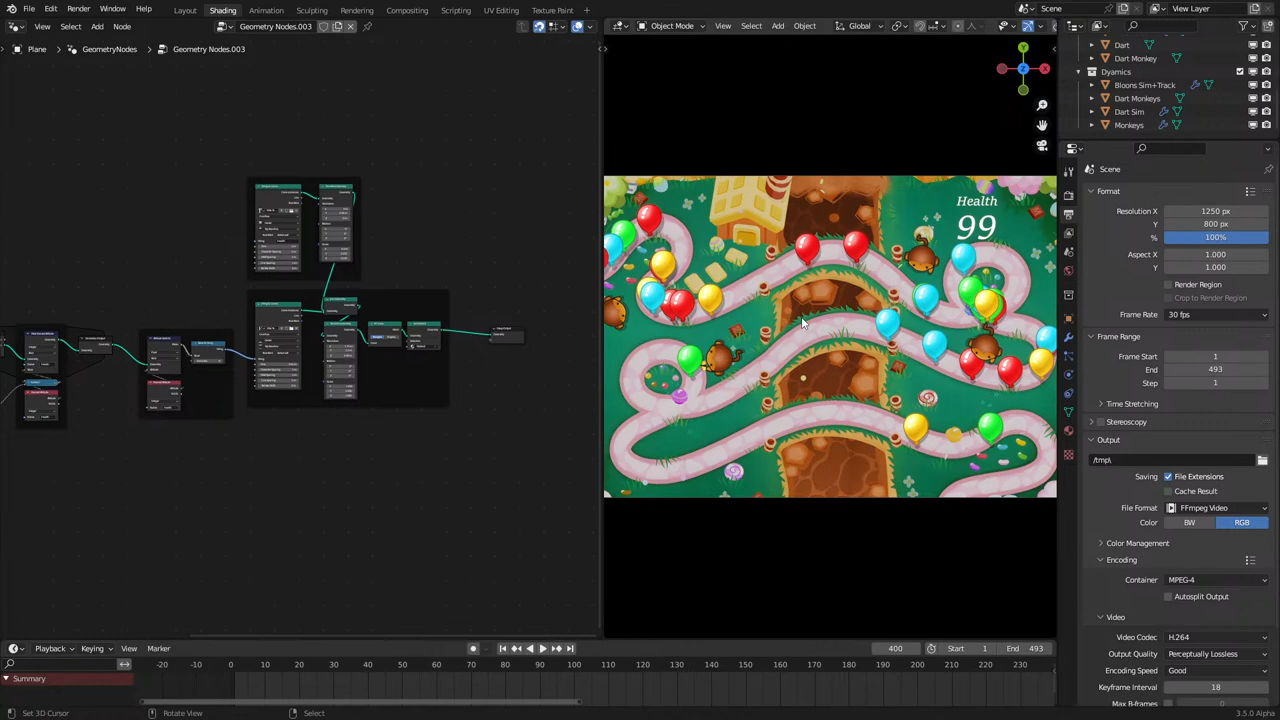 File Edit Render Window Help Layout Shading Animation Sculpting Rendering Compositing Scripting UV Editing Texture Paint + Scene View Layer
View Select Add Node Geometry Nodes.003
Object Mode View Select Add Object Global
Plane > GeometryNodes > Geometry Nodes.003
Dart
Dart Monkey
Dyamics
Bloons Sim+Track
Dart Monkeys
Dart Sim
Monkeys
Y
X
Z
Health
99
Scene
Format
Resolution X 1250 px
Y 800 px
% 100%
Aspect X 1.000
Y 1.000
Render Region
Crop to Render Region
Frame Rate 30 fps
Frame Range
Frame Start 1
End 493
Step 1
Time Stretching
Stereoscopy
Output
/tmp\
Saving File Extensions
Cache Result
File Format FFmpeg Video
Color BW RGB
Color Management
Encoding
Container MPEG-4
Autosplit Output
Video
Video Codec H.264
Output Quality Perceptually Lossless
Encoding Speed Good
Keyframe Interval 18
Max B-frames 0
Playback Keying View Marker 400 Start 1 End 493
-20 -10 0 10 20 30 40 50 60 70 80 90 100 110 120 130 140 150 160 170 180 190 200 210 220 230
Summary
Set 3D Cursor Rotate View Select 3.5.0 Alpha